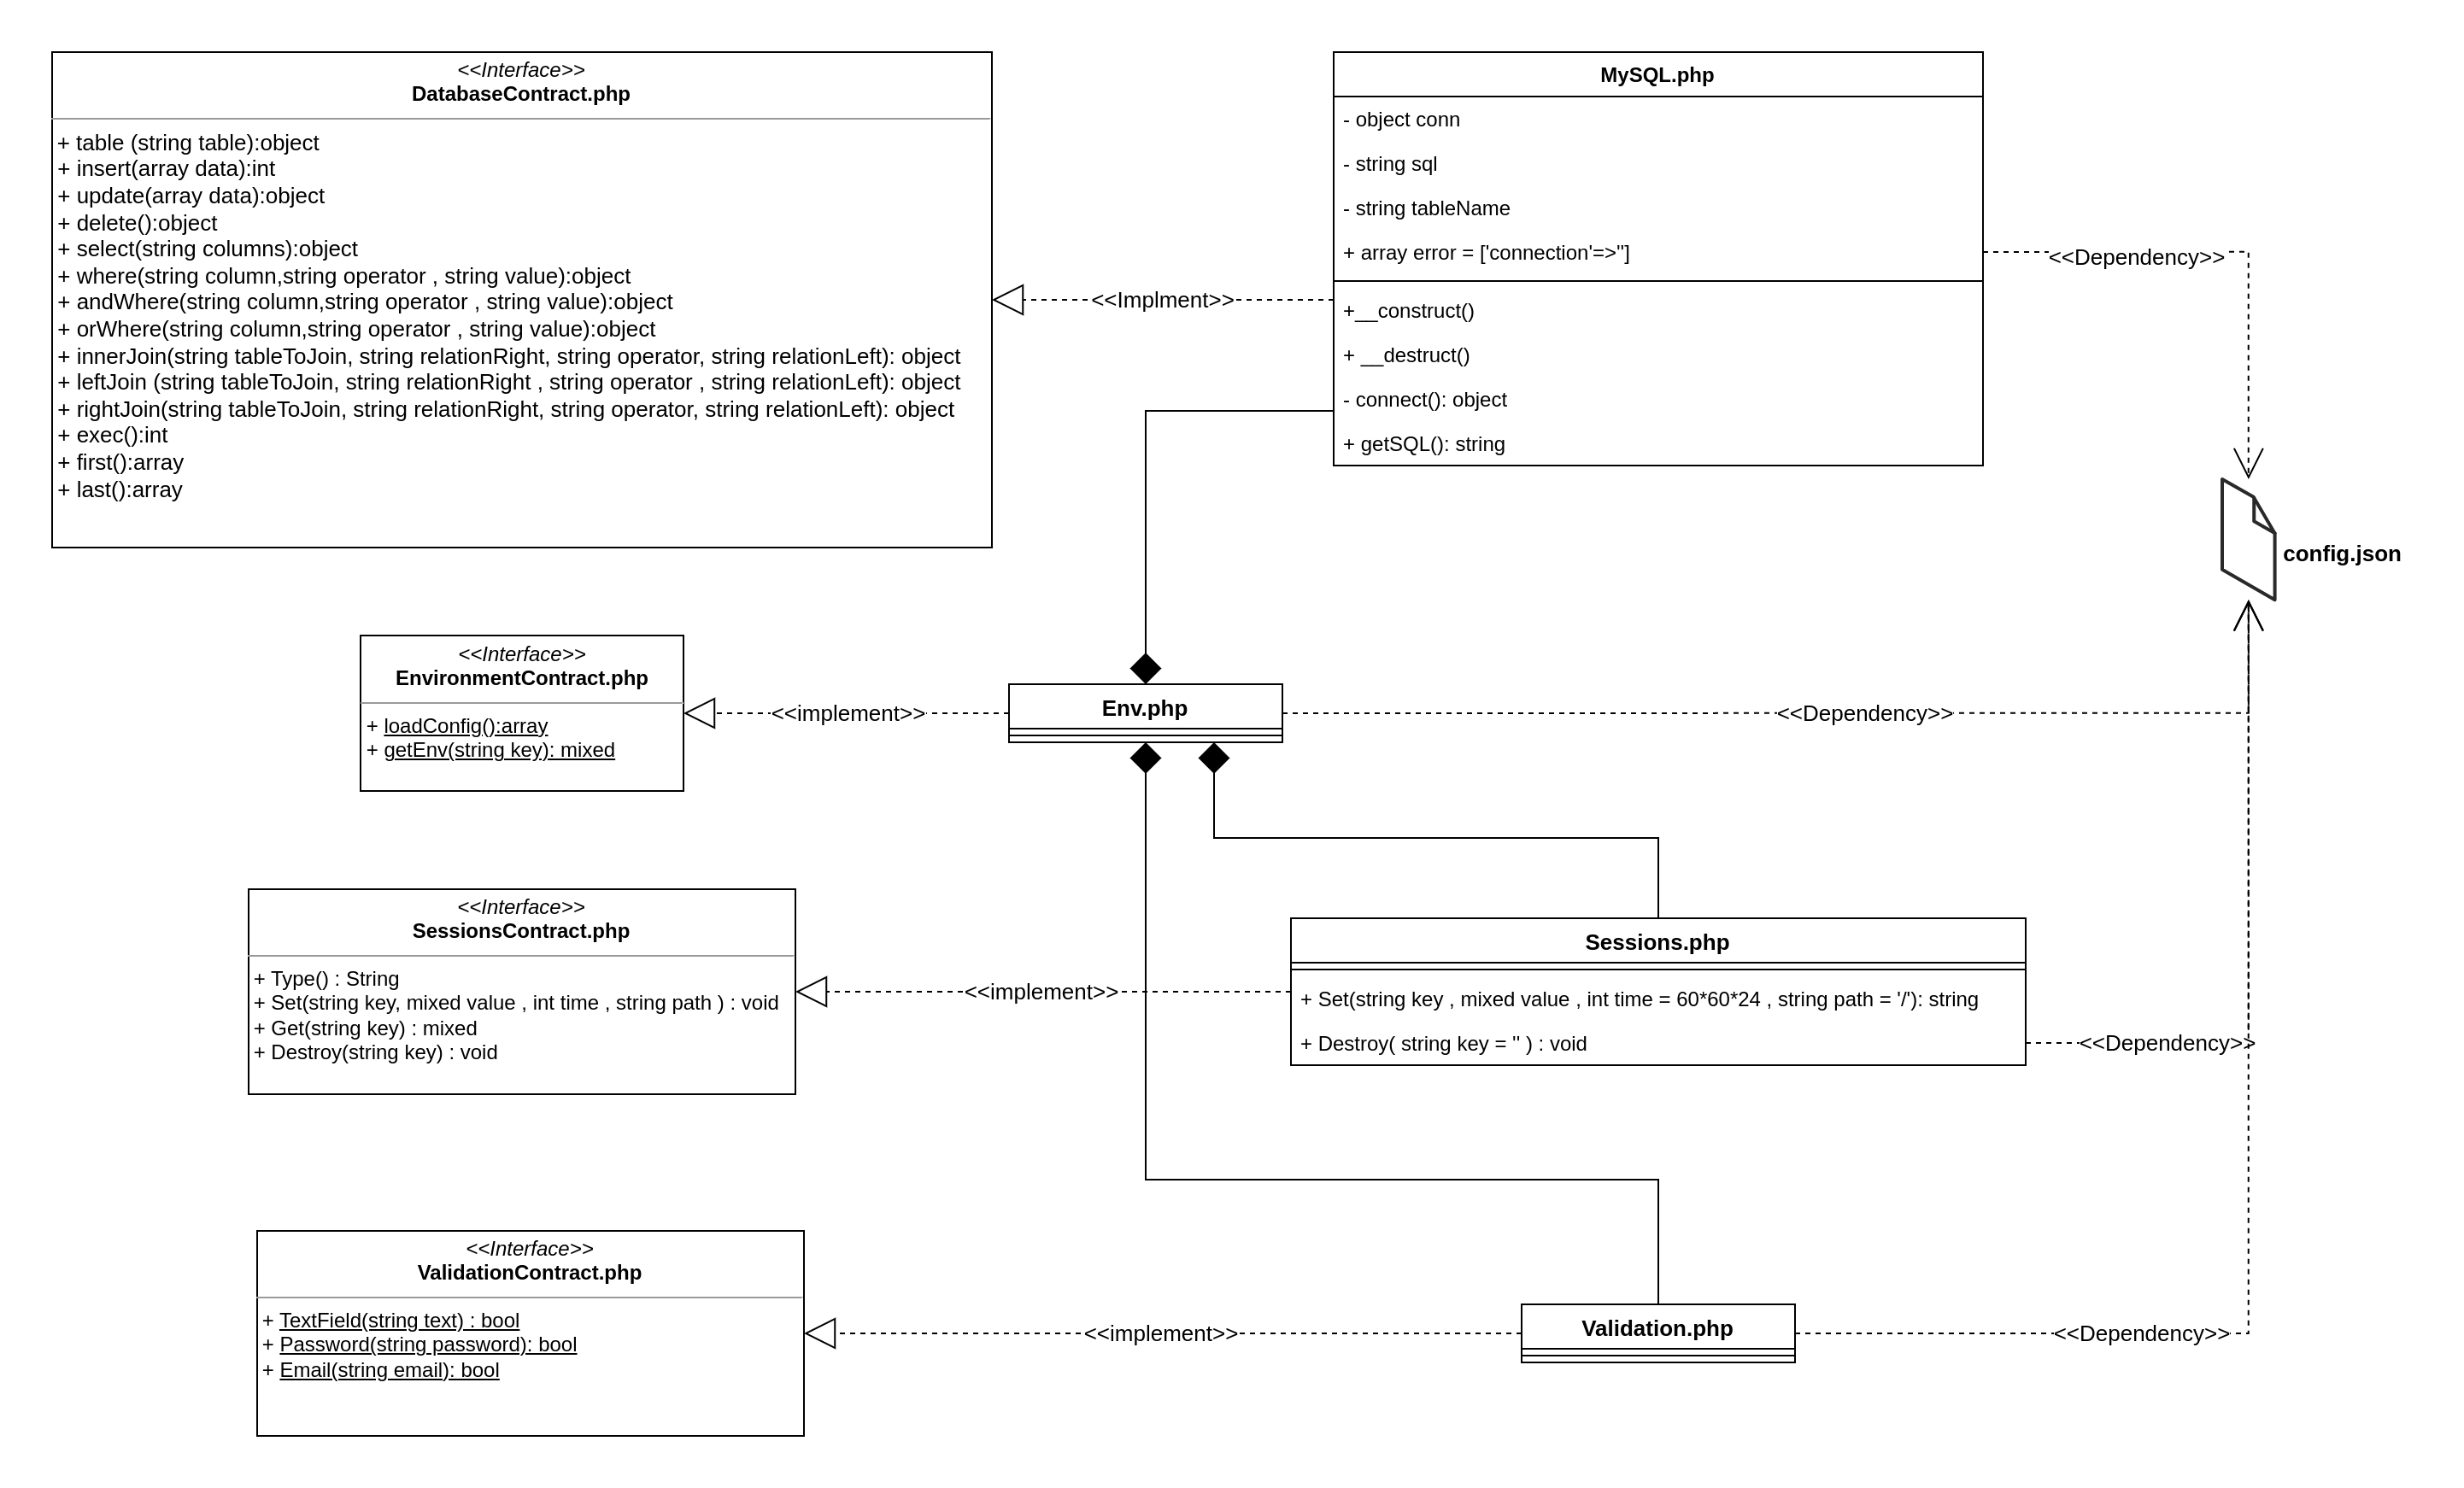 <<Interface>>
DatabaseContract.php
+ table (string table):object
+ insert(array data):int
+ update(array data):object
+ delete():object
+ select(string columns):object
+ where(string column,string operator , string value):object
+ andWhere(string column,string operator , string value):object
+ orWhere(string column,string operator , string value):object
+ innerJoin(string tableToJoin, string relationRight, string operator, string relationLeft): object
+ leftJoin (string tableToJoin, string relationRight , string operator , string relationLeft): object
+ rightJoin(string tableToJoin, string relationRight, string operator, string relationLeft): object
+ exec():int
+ first():array
+ last():array
<<Implment>>
MySQL.php
- object conn
- string sql
- string tableName
+ array error = ['connection'=>'']
+__construct()
+ __destruct()
- connect(): object
+ getSQL(): string
<<Dependency>>
config.json
<<Interface>>
EnvironmentContract.php
+ loadConfig():array
+ getEnv(string key): mixed
<<implement>>
Env.php
<<Dependency>>
<<Interface>>
SessionsContract.php
+ Type() : String
+ Set(string key, mixed value , int time , string path ) : void
+ Get(string key) : mixed
+ Destroy(string key) : void
<<implement>>
Sessions.php
+ Set(string key , mixed value , int time = 60*60*24 , string path = '/'): string
+ Destroy( string key = '' ) : void
<<Dependency>>
<<Interface>>
ValidationContract.php
+ TextField(string text) : bool
+ Password(string password): bool
+ Email(string email): bool
<<implement>>
Validation.php
<<Dependency>>